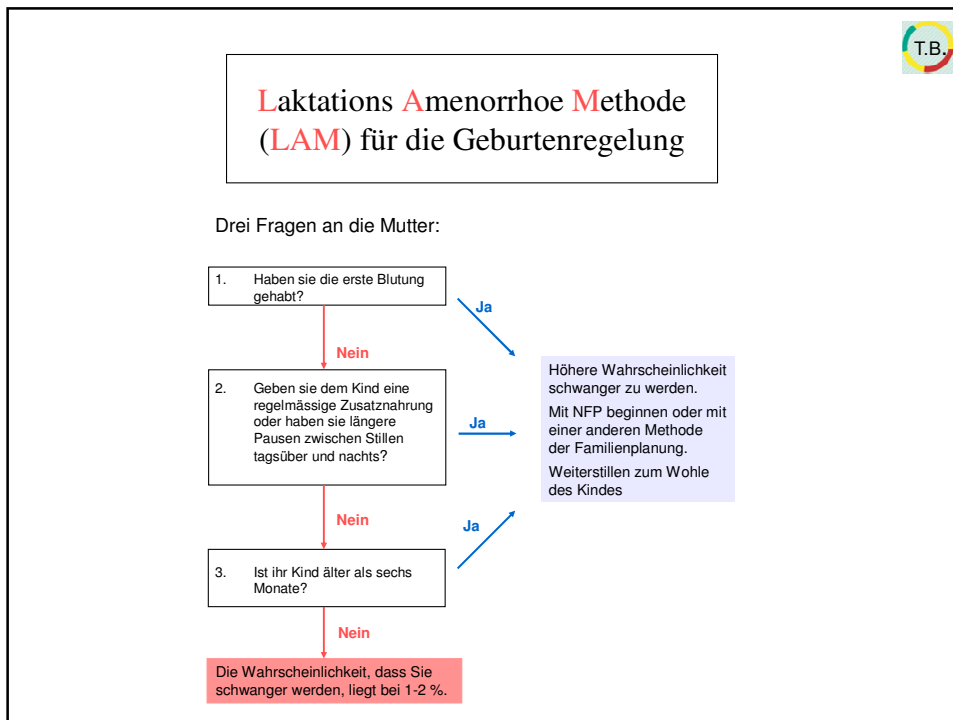 T.B.
Laktations Amenorrhoe Methode
(LAM) für die Geburtenregelung
Drei Fragen an die Mutter:
1. Haben sie die erste Blutung
gehabt?
Ja
Nein
2. Geben sie dem Kind eine
regelmässige Zusatznahrung
oder haben sie längere
Pausen zwischen Stillen
tagsüber und nachts?
Ja
Höhere Wahrscheinlichkeit
schwanger zu werden.
Mit NFP beginnen oder mit
einer anderen Methode
der Familienplanung.
Weiterstillen zum Wohle
des Kindes
Nein
Ja
3. Ist ihr Kind älter als sechs
Monate?
Nein
Die Wahrscheinlichkeit, dass Sie
schwanger werden, liegt bei 1-2 %.